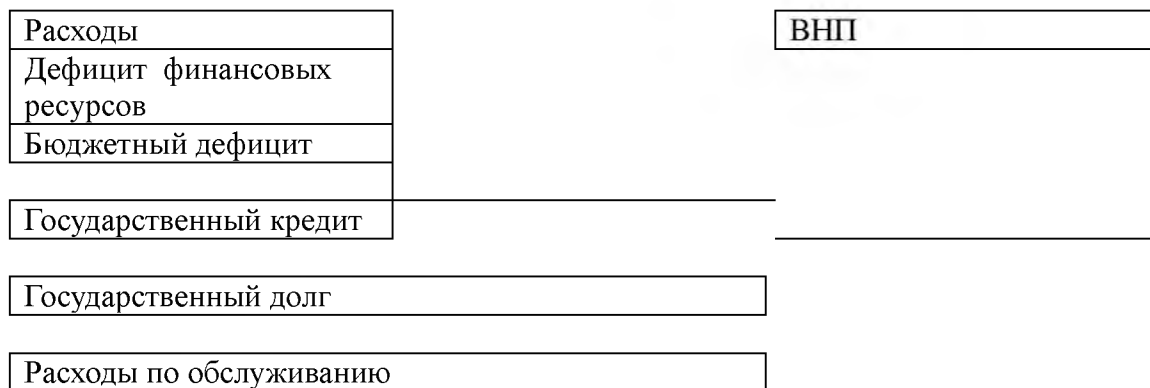 Расходы
ВНП
Дефицит финансовых
ресурсов
Бюджетный дефицит
Государственный кредит
Государственный долг
Расходы по обслуживанию